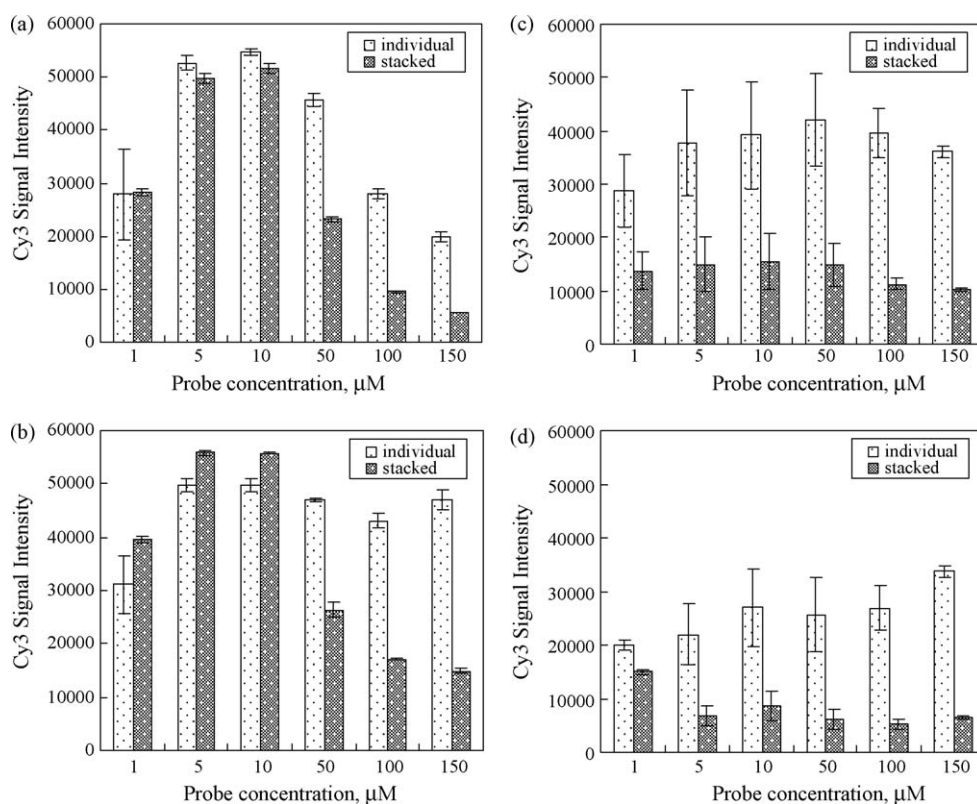 (a)
60000
50000
40000
30000
20000
10000
0
Cy3 Signal Intensity
individual
stacked
1 5 10 50 100 150
Probe concentration, μM
(c)
60000
50000
40000
30000
20000
10000
0
Cy3 Signal Intensity
individual
stacked
1 5 10 50 100 150
Probe concentration, μM
(b)
60000
50000
40000
30000
20000
10000
0
Cy3 Signal Intensity
individual
stacked
1 5 10 50 100 150
Probe concentration, μM
(d)
60000
50000
40000
30000
20000
10000
0
Cy3 Signal Intensity
individual
stacked
1 5 10 50 100 150
Probe concentration, μM